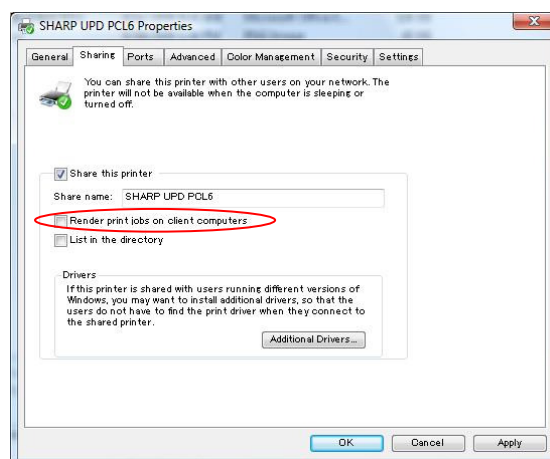 SHARP UPD PCL6 Properties
General Sharing Ports Advanced Color Management Security Settings
You can share this printer with other users on your network. The
printer will not be available when the computer is sleeping or
turned off.
Share this printer
Share name: SHARP UPD PCL6
Render print jobs on client computers
List in the directory
Drivers
If this printer is shared with users running different versions of
Windows, you may want to install additional drivers, so that the
users do not have to find the print driver when they connect to
the shared printer.
Additional Drivers...
OK Cancel Apply